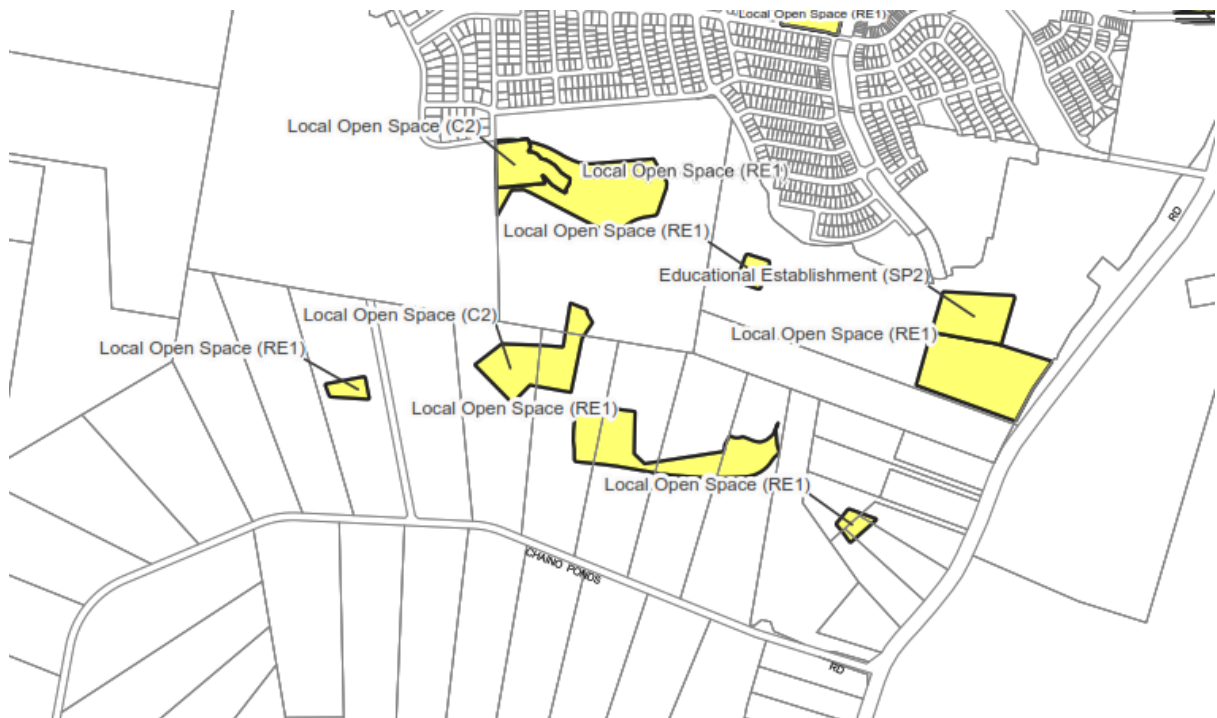 Local Open Space (RE1)
Local Open Space (C2)
Local Open Space (RE1)
RD
Local Open Space (RE1)
Educational Establishment (SP2)
Local Open Space (C2)
Local Open Space (RE1)
Local Open Space (RE1)
Local Open Space (RE1)
Local Open Space (RE1)
CHAINO PONDS
RD